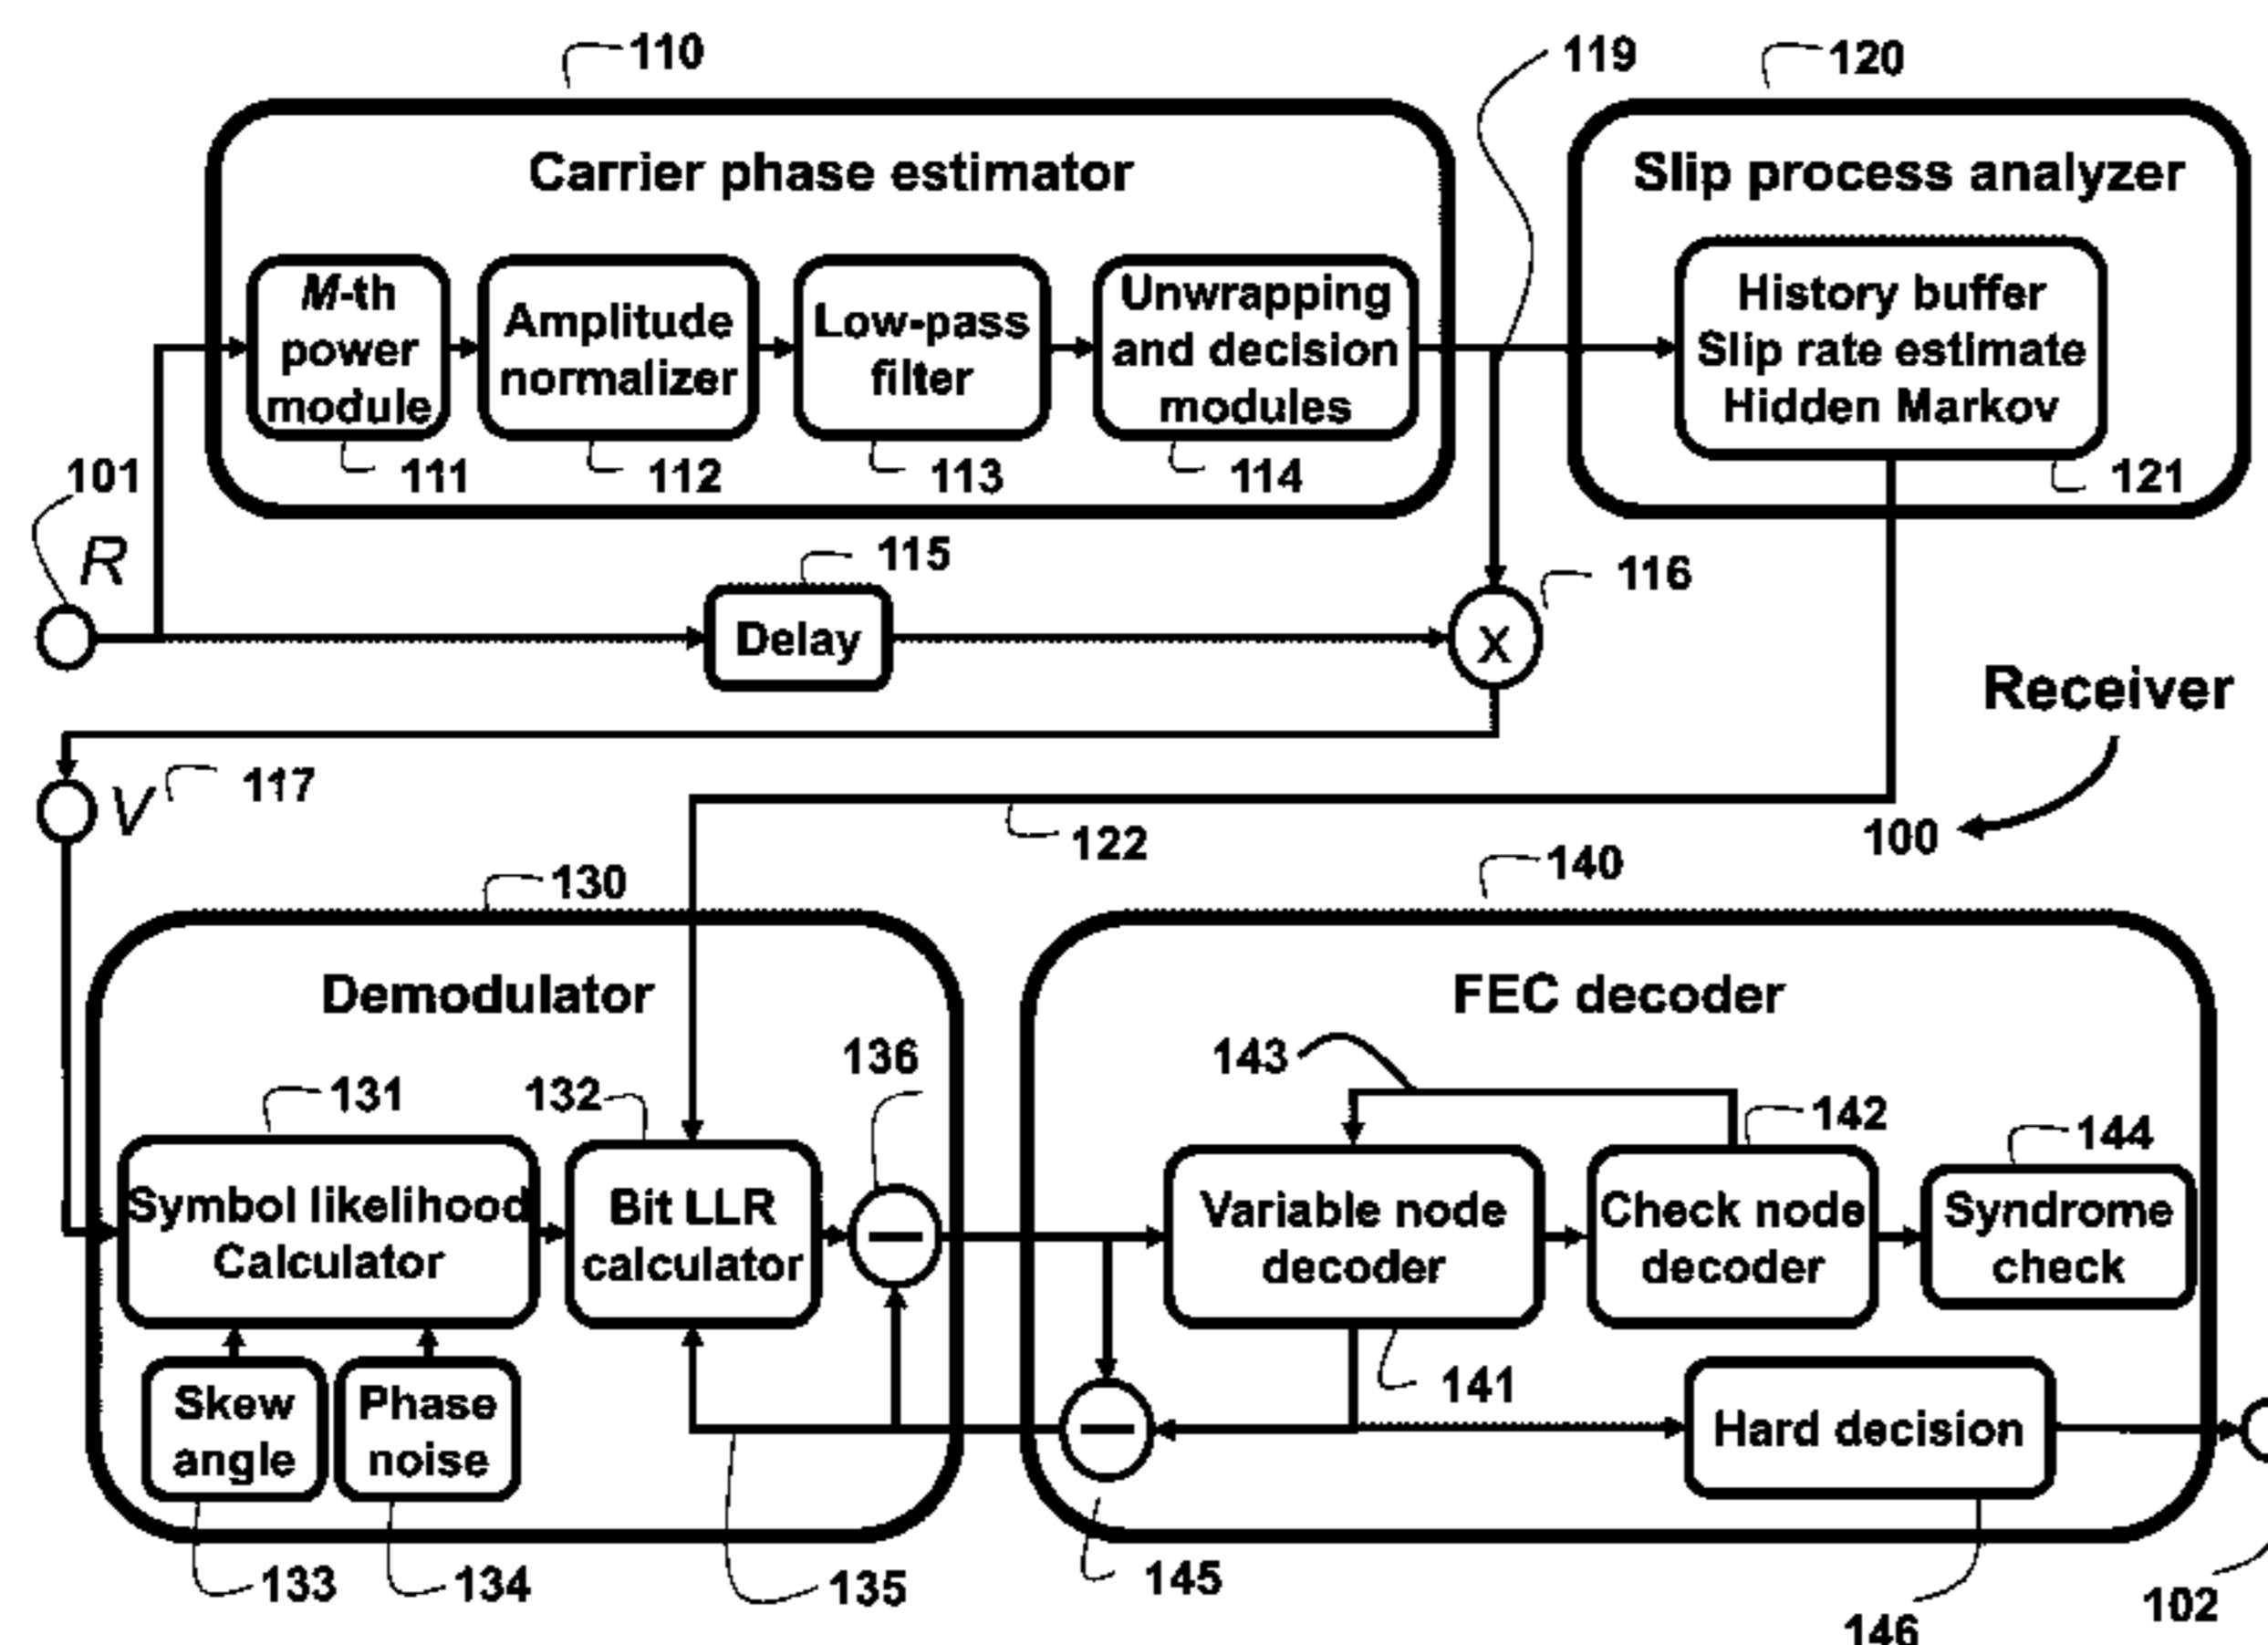 110
119
120
Carrier phase estimator
Slip process analyzer
M-th
power
module
Amplitude
normalizer
Low-pass
filter
Unwrapping
and decision
modules
History buffer
Slip rate estimate
Hidden Markov
101
111
112
113
114
121
R
115
116
Delay
X
Receiver
117
V
122
100
130
140
Demodulator
FEC decoder
136
143
131
132
142
144
Symbol likelihood
Calculator
Bit LLR
calculator
Variable node
decoder
Check node
decoder
Syndrome
check
141
Skew
angle
Phase
noise
Hard decision
133
134
135
145
146
102